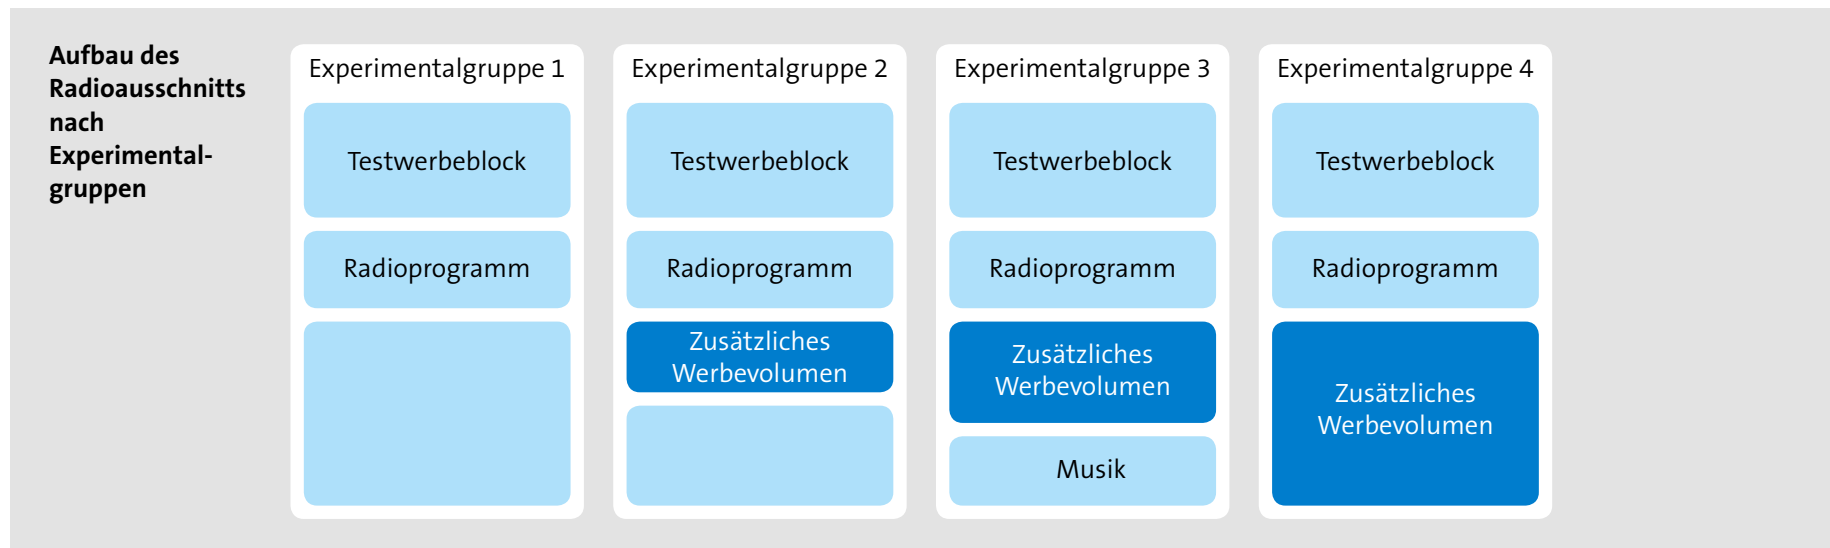 Aufbau des
Radioausschnitts
nach
Experimental-
gruppen
Experimentalgruppe 1
Testwerbeblock
Radioprogramm
Experimentalgruppe 2
Testwerbeblock
Radioprogramm
Zusätzliches
Werbevolumen
Experimentalgruppe 3
Testwerbeblock
Radioprogramm
Zusätzliches
Werbevolumen
Musik
Experimentalgruppe 4
Testwerbeblock
Radioprogramm
Zusätzliches
Werbevolumen